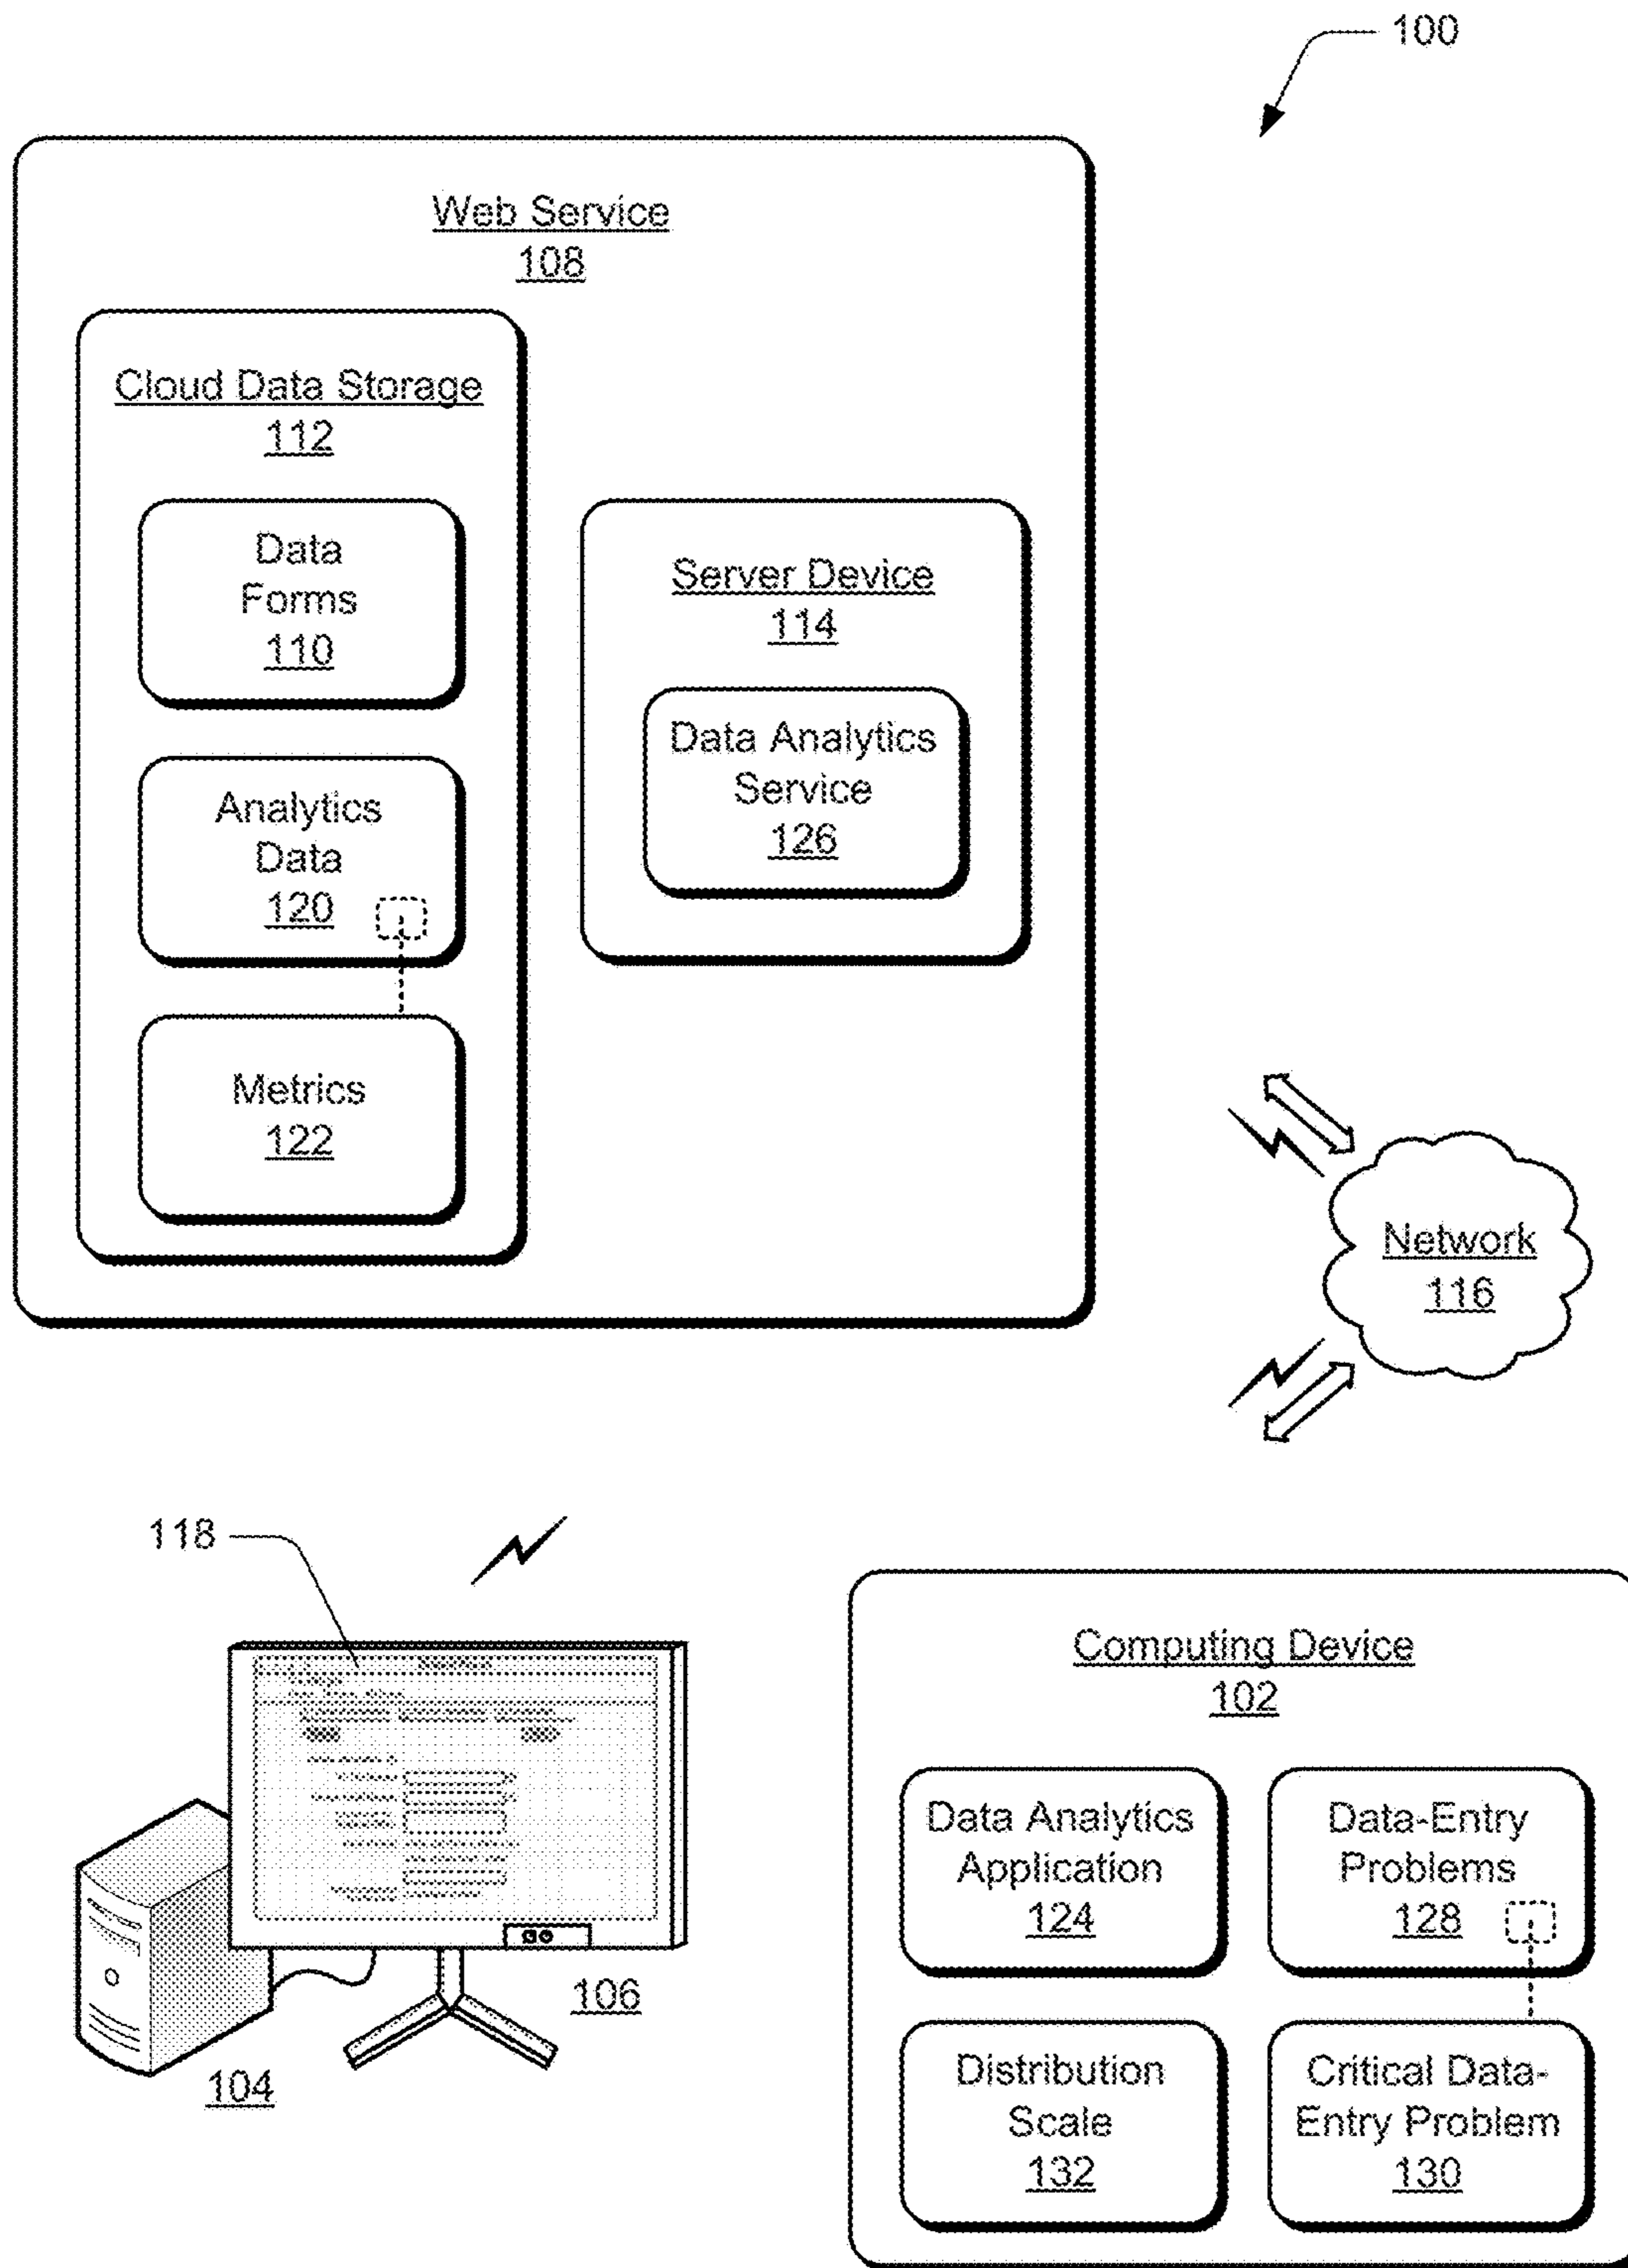 100
Web Service
108
Cloud Data Storage
112
Data
Forms
110
Analytics
Data
120
Metrics
122
Server Device
114
Data Analytics
Service
126
Network
116
118
106
104
Computing Device
102
Data Analytics
Application
124
Data-Entry
Problems
128
Distribution
Scale
132
Critical Data-
Entry Problem
130